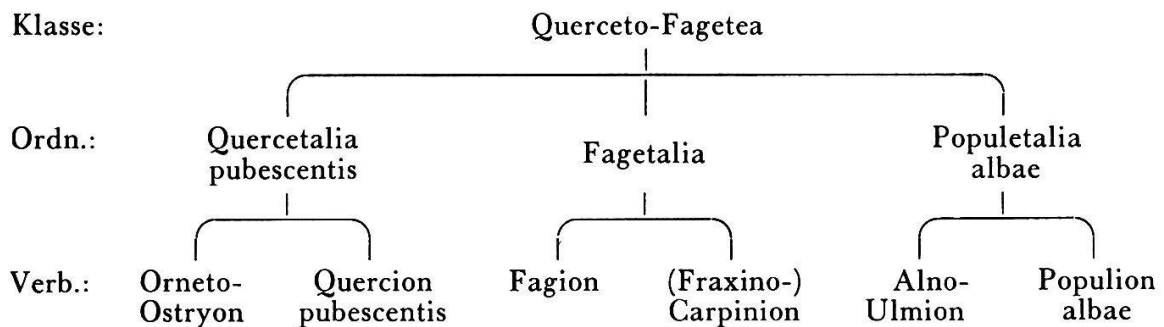 Klasse: Querceto-Fagetea
Ordn.: Quercetalia pubescentis Fagetalia Populetalia albae
Verb.: Orneto-Ostryon Quercion pubescentis Fagion (Fraxino-)Carpinion Alno-Ulmion Populion albae